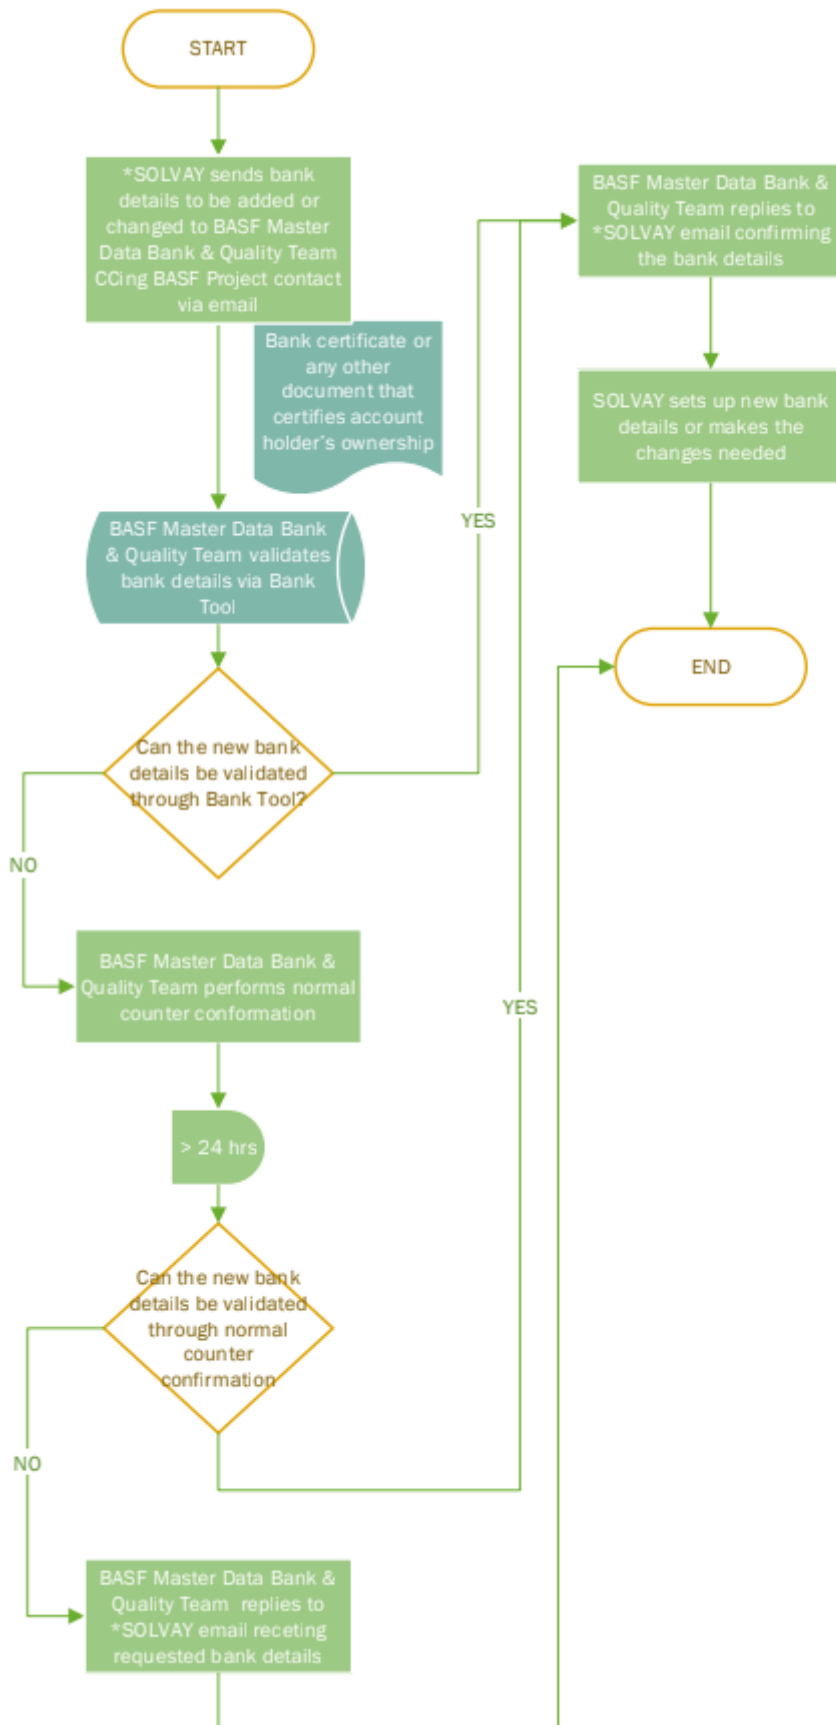 START
*SOLVAY sends bank
details to be added or
changed to BASF Master
Data Bank & Quality Team
CCing BASF Project contact
via email
Bank certificate or
any other
document that
certifies account
holder's ownership
BASF Master Data Bank
& Quality Team validates
bank details via Bank
Tool
Can the new bank
details be validated
through Bank Tool?
YES
NO
BASF Master Data Bank &
Quality Team performs normal
counter conformation
> 24 hrs
Can the new bank
details be validated
through normal
counter
confirmation
YES
NO
BASF Master Data Bank &
Quality Team replies to
*SOLVAY email receting
requested bank details
BASF Master Data Bank &
Quality Team replies to
*SOLVAY email confirming
the bank details
SOLVAY sets up new bank
details or makes the
changes needed
END